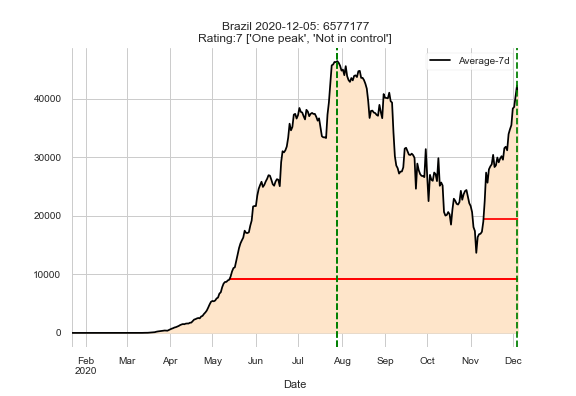 Brazil 2020-12-05: 6577177
Rating:7 ['One peak', 'Not in control']
Average-7d
40000
30000
20000
10000
0
Feb Mar Apr May Jun Jul Aug Sep Oct Nov Dec
2020
Date